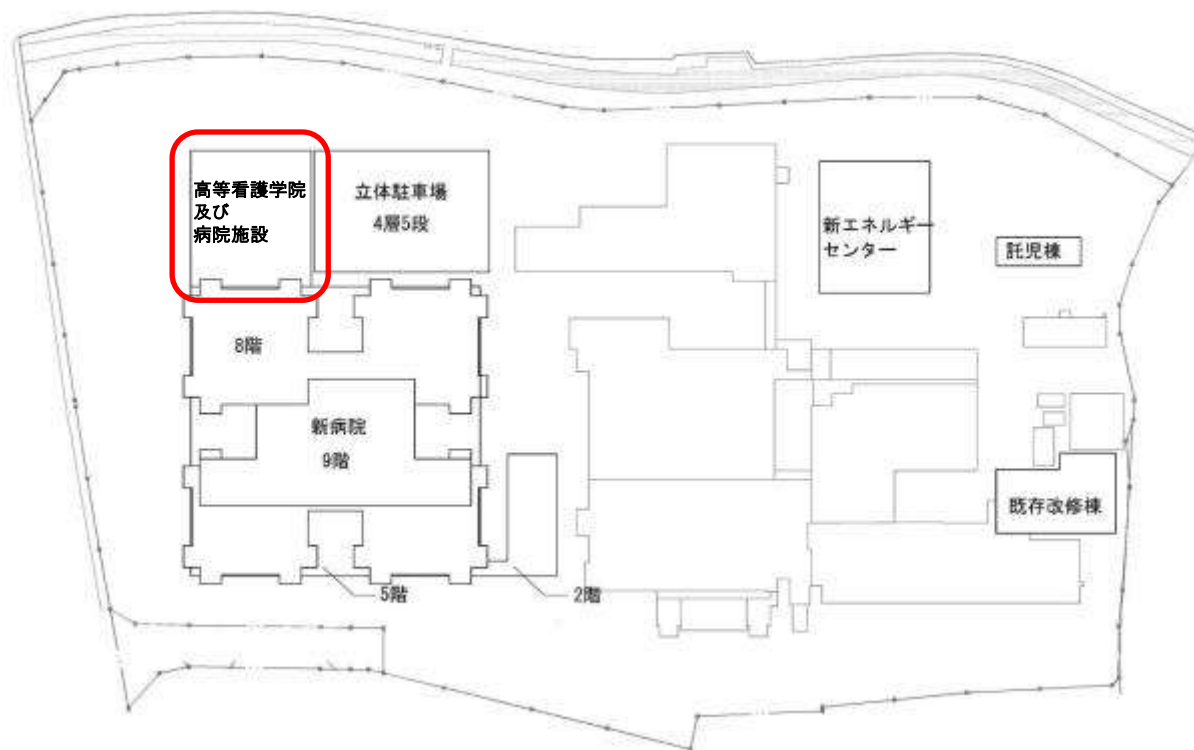 高等看護学院
及び
病院施設
立体駐車場
4層5段
新エネルギー
センター
託児棟
8階
新病院
9階
既存改修棟
5階
2階